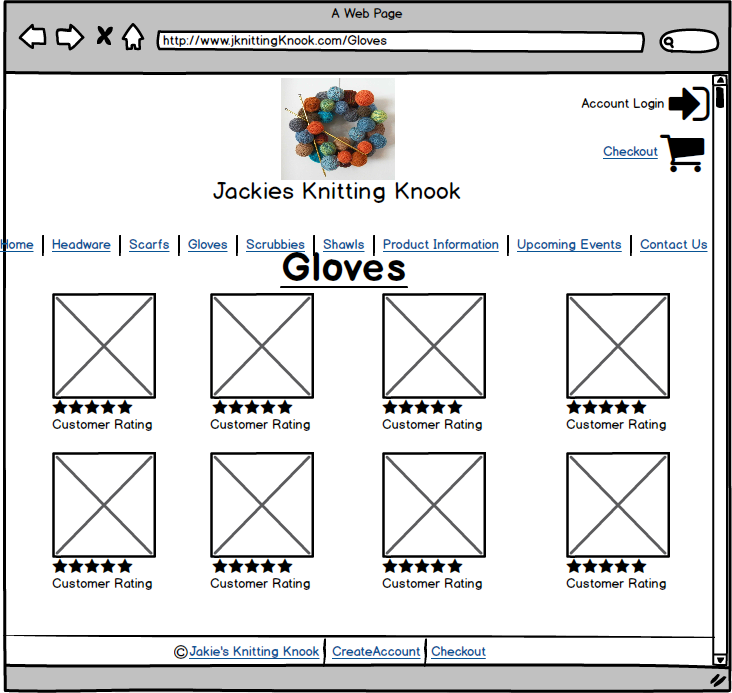 A Web Page
http://www.jknittingKnook.com/Gloves
Account Login
Checkout
Jackies Knitting Knook
Home Headware Scarfs Gloves Scrubbies Shawls Product Information Upcoming Events Contact Us
Gloves
Customer Rating Customer Rating Customer Rating Customer Rating
Customer Rating Customer Rating Customer Rating Customer Rating
©Jakie's Knitting Knook CreateAccount Checkout